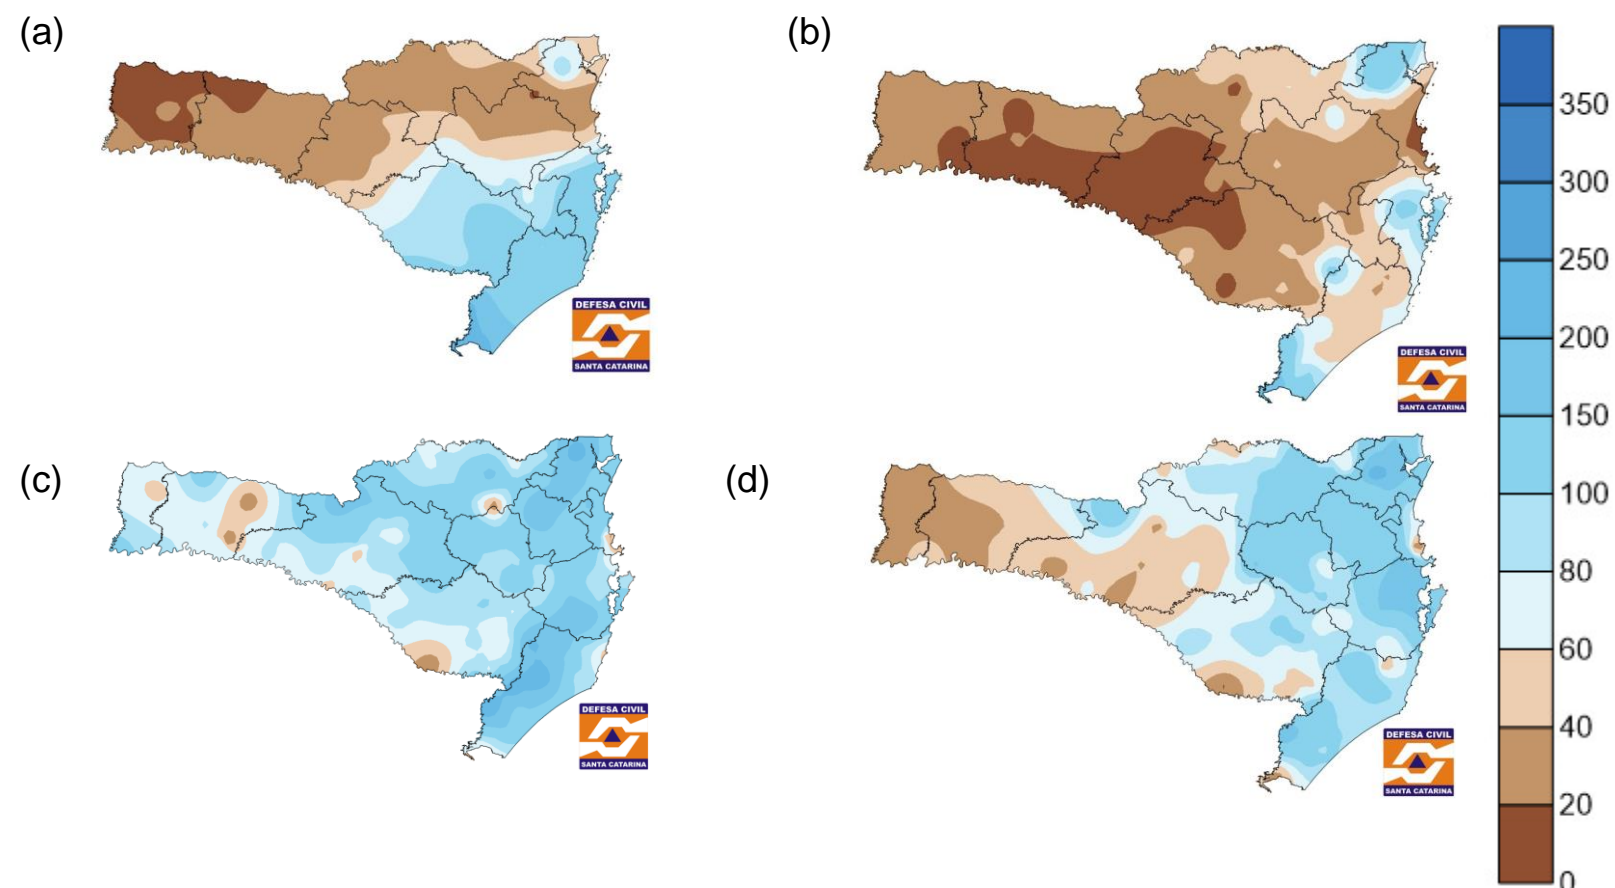 (a)
(b)
DEFESA CIVIL
SANTA CATARINA
DEFESA CIVIL
SANTA CATARINA
(c)
(d)
DEFESA CIVIL
SANTA CATARINA
DEFESA CIVIL
SANTA CATARINA
350
300
250
200
150
100
80
60
40
20
0